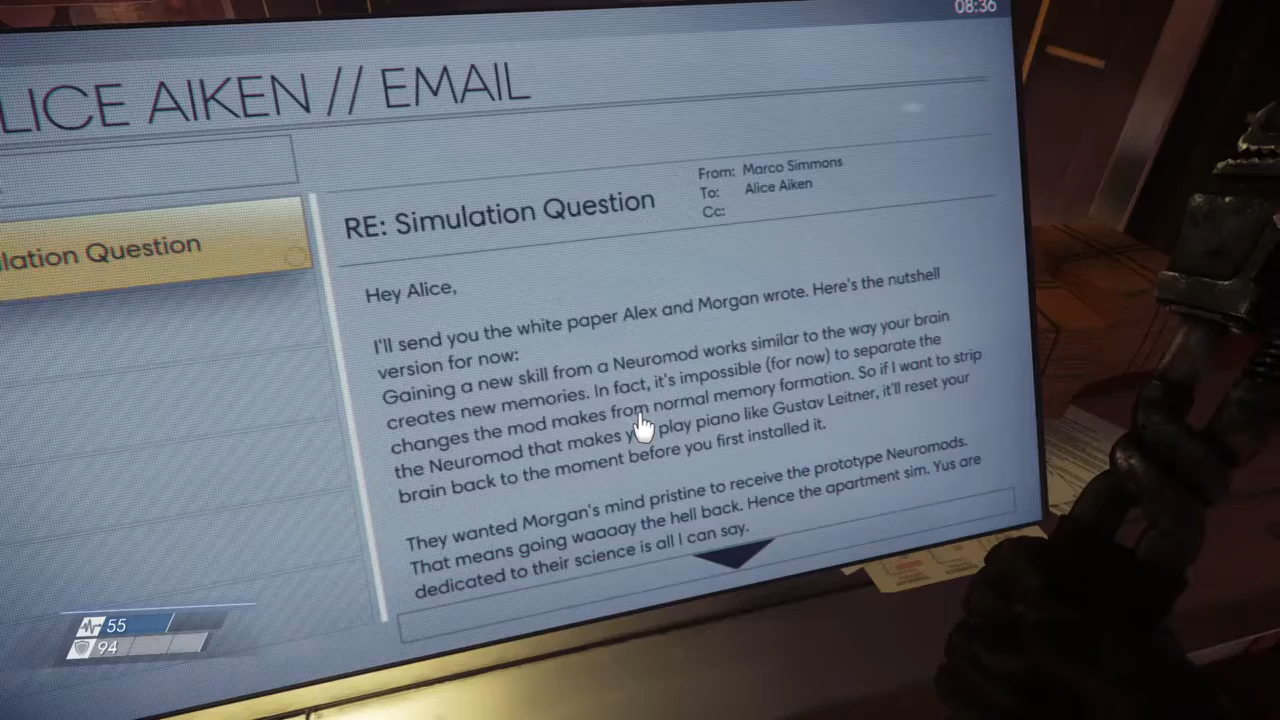 08:36
LICE AIKEN // EMAIL
lation Question
RE: Simulation Question
From: Marco Simmons
To: Alice Aiken
Cc:
Hey Alice,
I'll send you the white paper Alex and Morgan wrote. Here's the nutshell
version for now:
Gaining a new skill from a Neuromod works similar to the way your brain
creates new memories. In fact, it's impossible (for now) to separate the
changes the mod makes from normal memory formation. So if I want to strip
the Neuromod that makes play piano like Gustav Leitner, it'll reset your
brain back to the moment before you first installed it.
They wanted Morgan's mind pristine to receive the prototype Neuromods.
That means going waaaay the hell back. Hence the apartment sim. Yus are
dedicated to their science is all I can say.
55
94